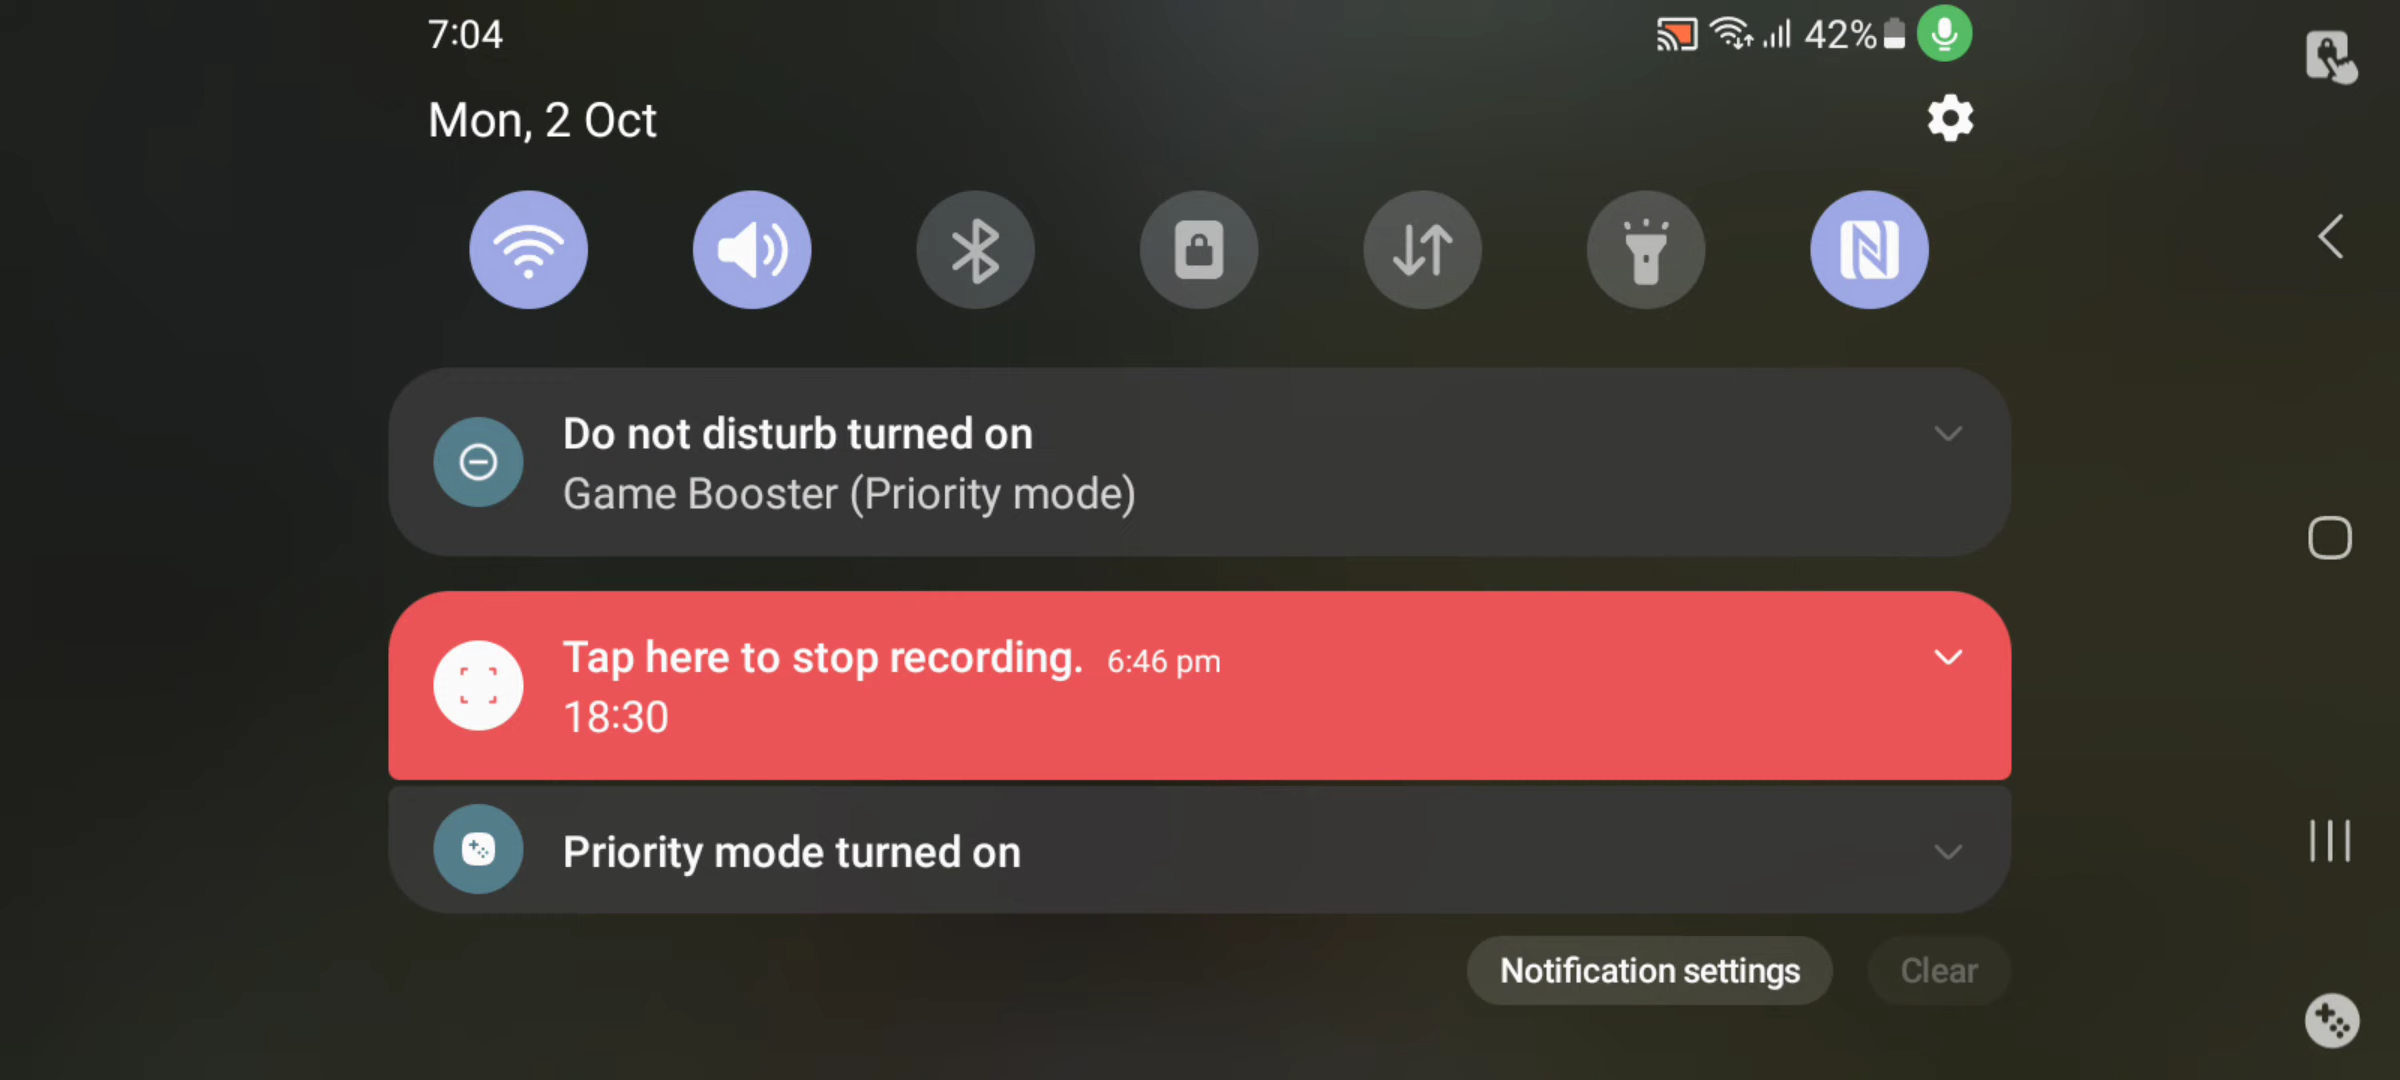 7:04
42%
Mon, 2 Oct
Do not disturb turned on
Game Booster (Priority mode)
Tap here to stop recording. 6:46 pm
18:30
Priority mode turned on
Notification settings
Clear